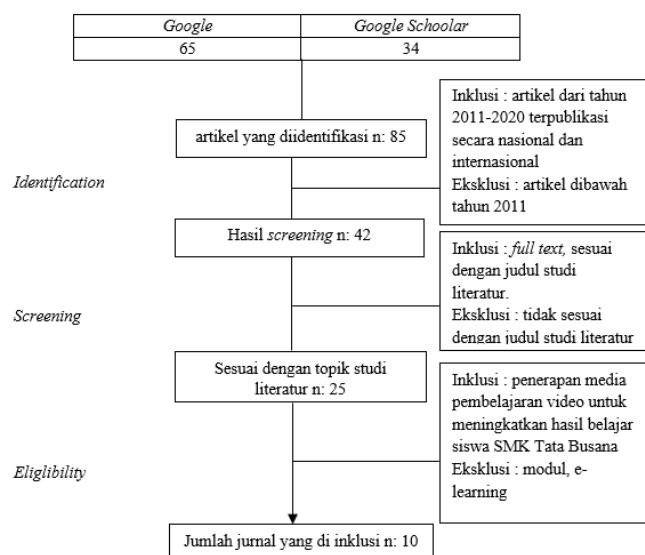 Google
Google Schoolar
65
34
artikel yang diidentifikasi n: 85
Inklusi : artikel dari tahun
2011-2020 terpublikasi
secara nasional dan
internasional
Eksklusi : artikel dibawah
tahun 2011
Identification
Hasil screening n: 42
Inklusi : full text, sesuai
dengan judul studi
literatur.
Eksklusi : tidak sesuai
dengan judul studi literatur
Screening
Sesuai dengan topik studi
literatur n: 25
Inklusi : penerapan media
pembelajaran video untuk
meningkatkan hasil belajar
siswa SMK Tata Busana
Eksklusi : modul, e-
learning
Eliglibility
Jumlah jurnal yang di inklusi n: 10